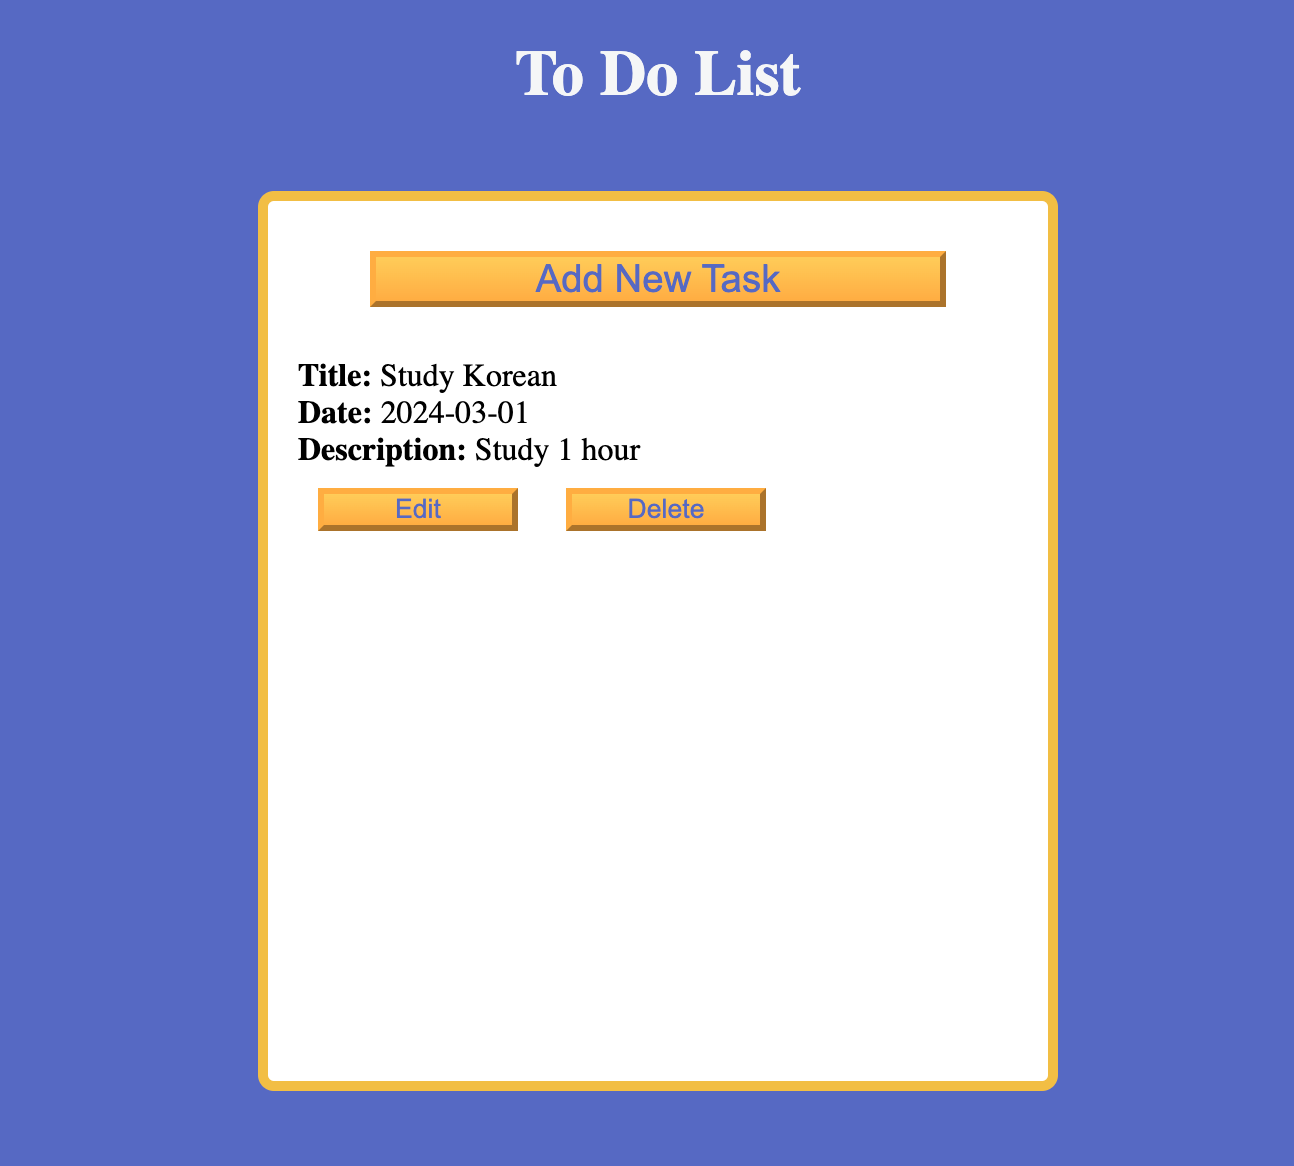 To Do List
Add New Task
Title: Study Korean
Date: 2024-03-01
Description: Study 1 hour
Edit Delete